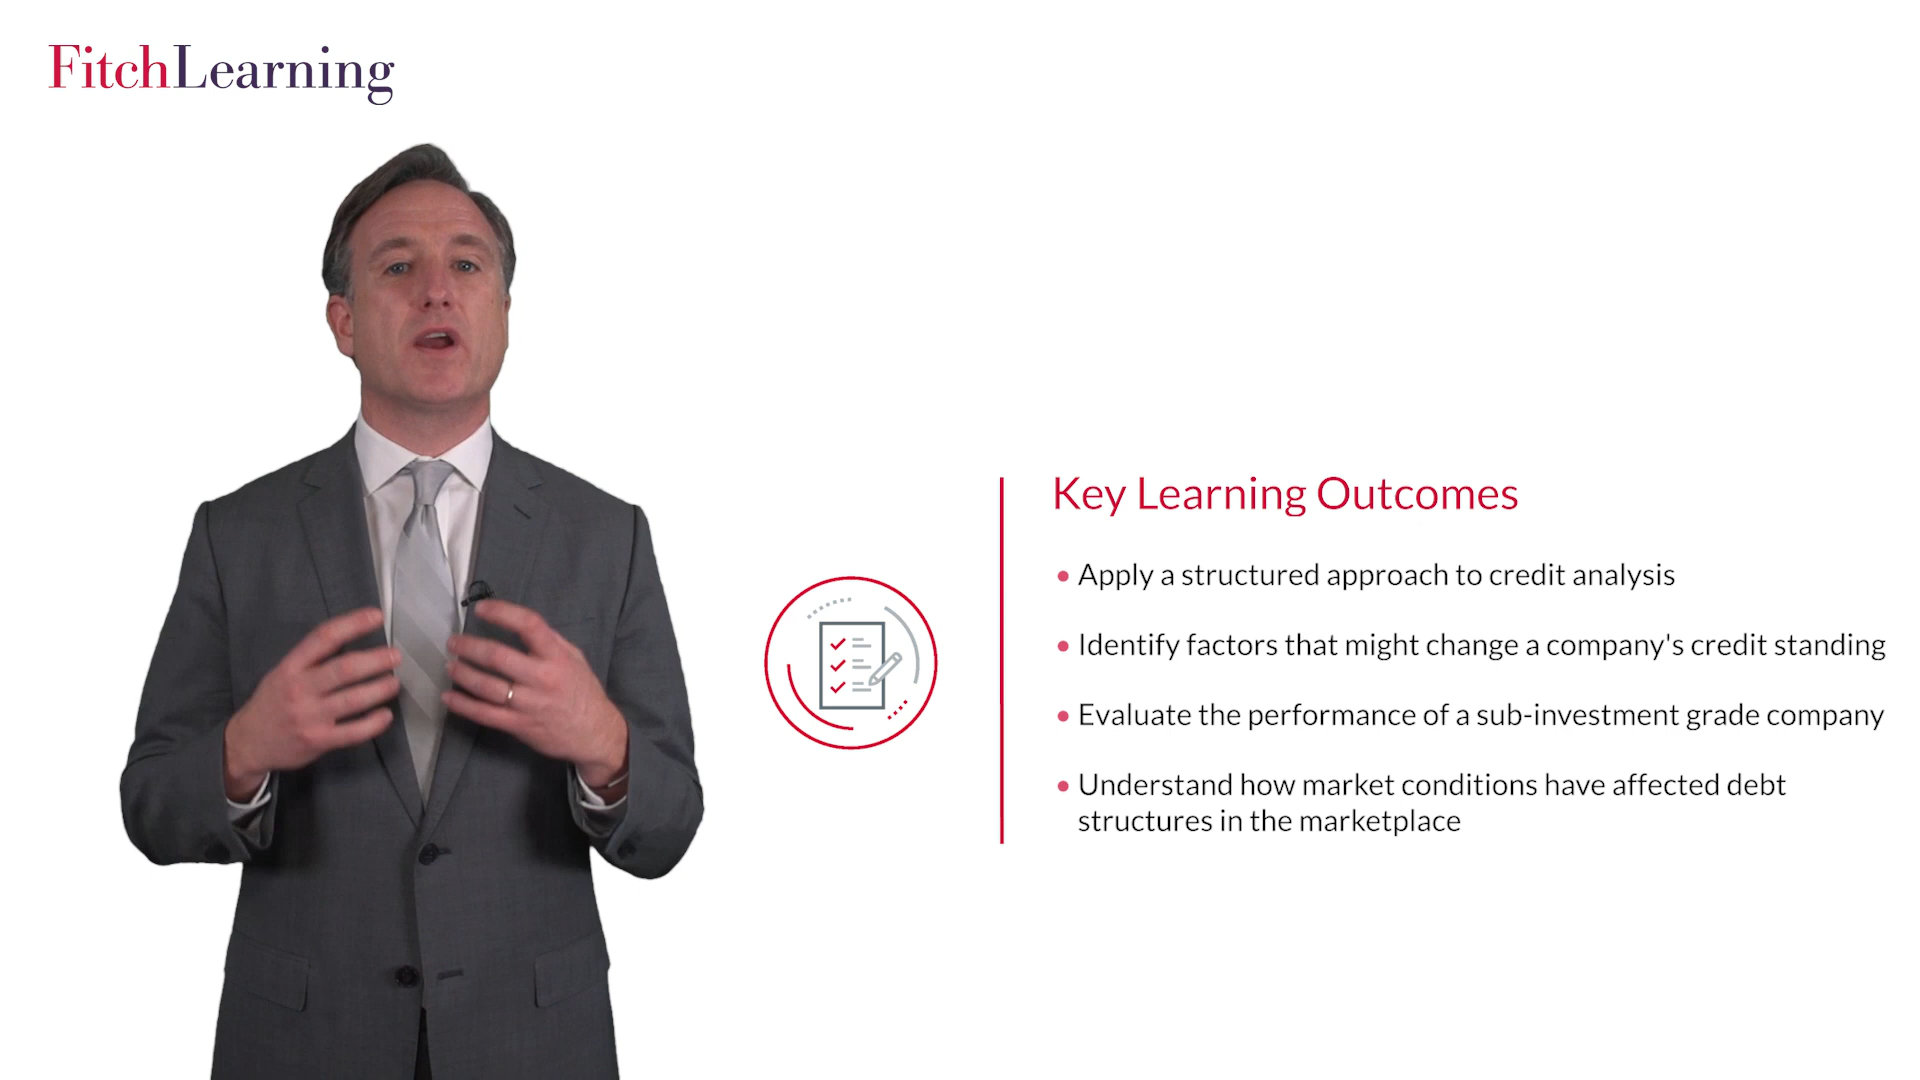 FitchLearning
Key Learning Outcomes
• Apply a structured approach to credit analysis
• Identify factors that might change a company's credit standing
• Evaluate the performance of a sub-investment grade company
• Understand how market conditions have affected debt
structures in the marketplace